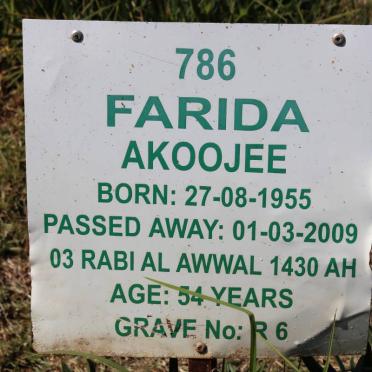 786
FARIDA
AKOOJEE
BORN: 27-08-1955
PASSED AWAY: 01-03-2009
03 RABI AL AWWAL 1430 AH
AGE: 54 YEARS
GRAVE No: R 6